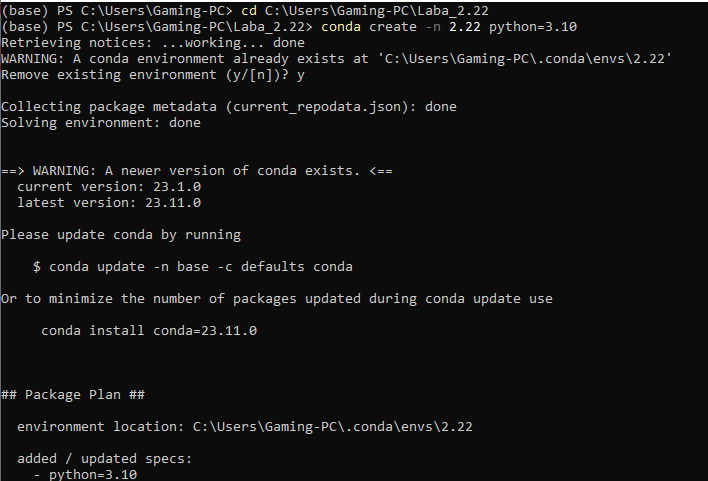 (base) PS C:\Users\Gaming-PC> cd C:\Users\Gaming-PC\Laba_2.22
(base) PS C:\Users\Gaming-PC\Laba_2.22> conda create -n 2.22 python=3.10
Retrieving notices: ...working... done
WARNING: A conda environment already exists at 'C:\Users\Gaming-PC\.conda\envs\2.22'
Remove existing environment (y/[n])? y
Collecting package metadata (current_repodata.json): done
Solving environment: done
==> WARNING: A newer version of conda exists. <==
current version: 23.1.0
latest version: 23.11.0
Please update conda by running
$ conda update -n base -c defaults conda
Or to minimize the number of packages updated during conda update use
conda install conda=23.11.0
## Package Plan ##
environment location: C:\Users\Gaming-PC\.conda\envs\2.22
added / updated specs:
- python=3.10